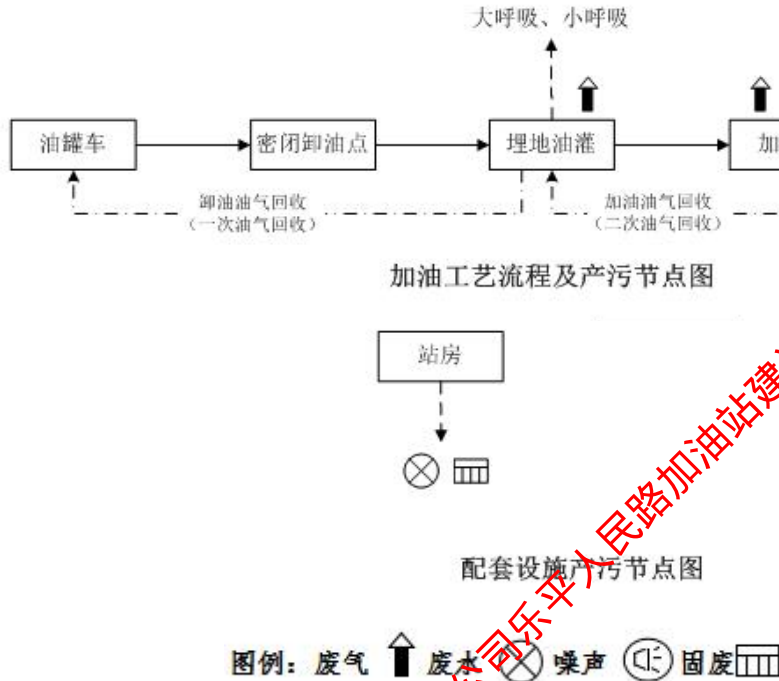 大呼吸、小呼吸
油罐车
密闭卸油点
埋地油灌
加
卸油油气回收
（一次油气回收）
加油油气回收
（二次油气回收）
加油工艺流程及产污节点图
站房
配套设施产污节点图
图例：废气 废水 噪声 固废
公司乐平人民路加油站建